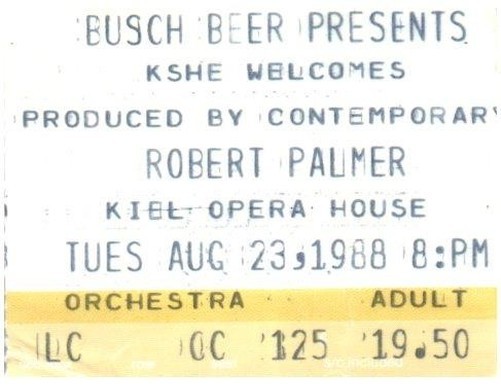 BUSCH BEER PRESENTS
KSHE WELCOMES
PRODUCED BY CONTEMPORARY
ROBERT PALMER
KIEL OPERA HOUSE
TUES AUG 23,1988 8:PM
ORCHESTRA ADULT
LC OC 125 19.50